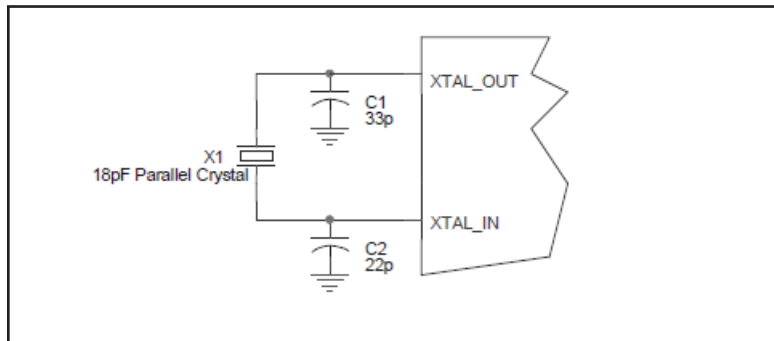 XTAL_OUT
C1
33p
X1
18pF Parallel Crystal
XTAL_IN
C2
22p